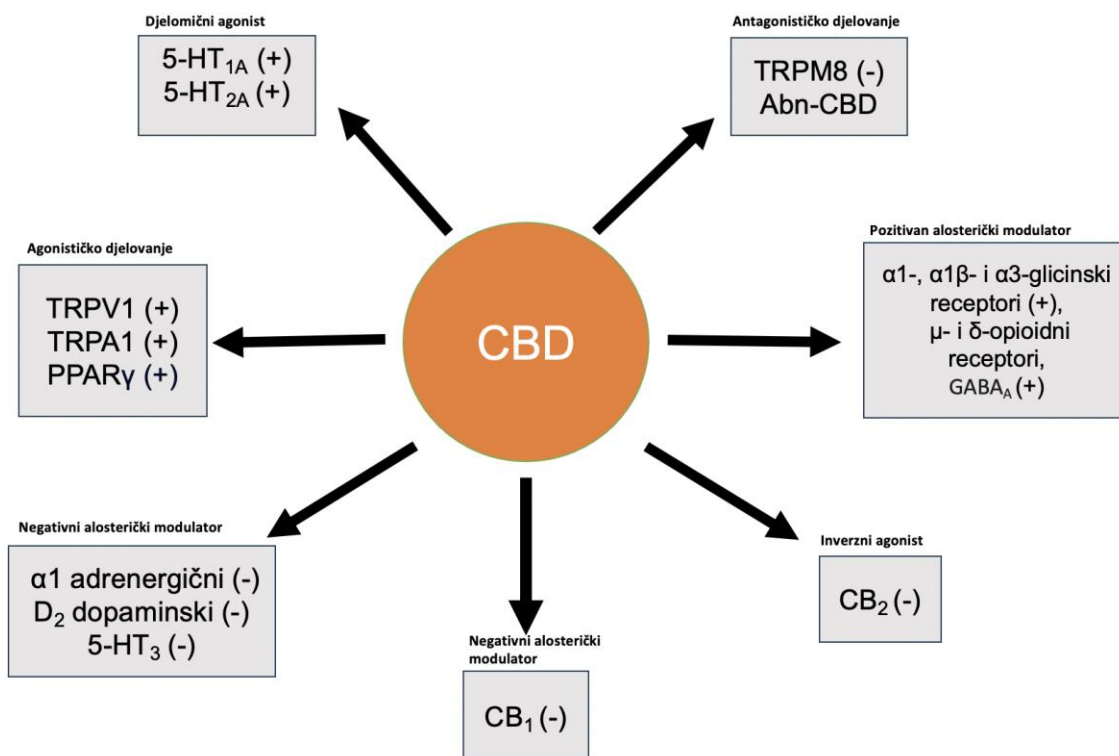 Djelomični agonist
5-HT1A (+)
5-HT2A (+)
Antagonističko djelovanje
TRPM8 (-)
Abn-CBD
Agonističko djelovanje
TRPV1 (+)
TRPA1 (+)
PPARγ (+)
CBD
Pozitivan alosterički modulator
α1-, α1β- i α3-glicinski
receptori (+),
μ- i δ-opioidni
receptori,
GABAA (+)
Negativni alosterički modulator
α1 adrenergični (-)
D2 dopaminski (-)
5-HT3 (-)
Negativni alosterički
modulator
CB1 (-)
Inverzni agonist
CB2 (-)